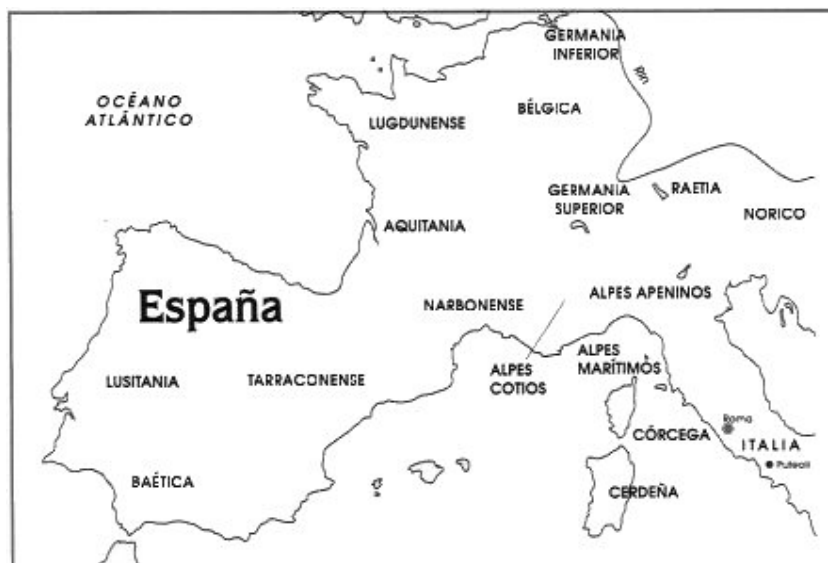 GERMANIA
INFERIOR
Rin
OCÉANO
ATLÁNTICO
BÉLGICA
LUGDUNENSE
GERMANIA
SUPERIOR
RAETIA
NORICO
AQUITANIA
España
ALPES APENINOS
NARBONENSE
ALPES
MARÍTIMOS
ALPES
COTIOS
LUSITANIA
TARRACONENSE
Roma
CÓRCEGA
ITALIA
Puteoli
BAÉTICA
CERDEÑA